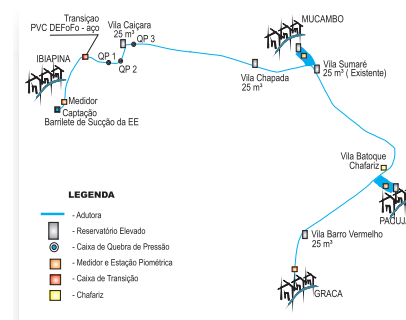 Transiçao
PVC DEFoFo - aço
Vila Caiçara
25 m³
QP 3
MUCAMBO
QP 1
QP 2
IBIAPINA
Vila Sumaré
25 m³ ( Existente)
Vila Chapada
25 m³
Medidor
Captação
Barrilete de Sucção da EE
Vila Batoque
Chafariz
LEGENDA
- Adutora
- Reservatório Elevado
- Caixa de Quebra de Pressão
- Medidor e Estação Piométrica
- Caixa de Transição
- Chafariz
PACUJA
Vila Barro Vermelho
25 m³
GRACA